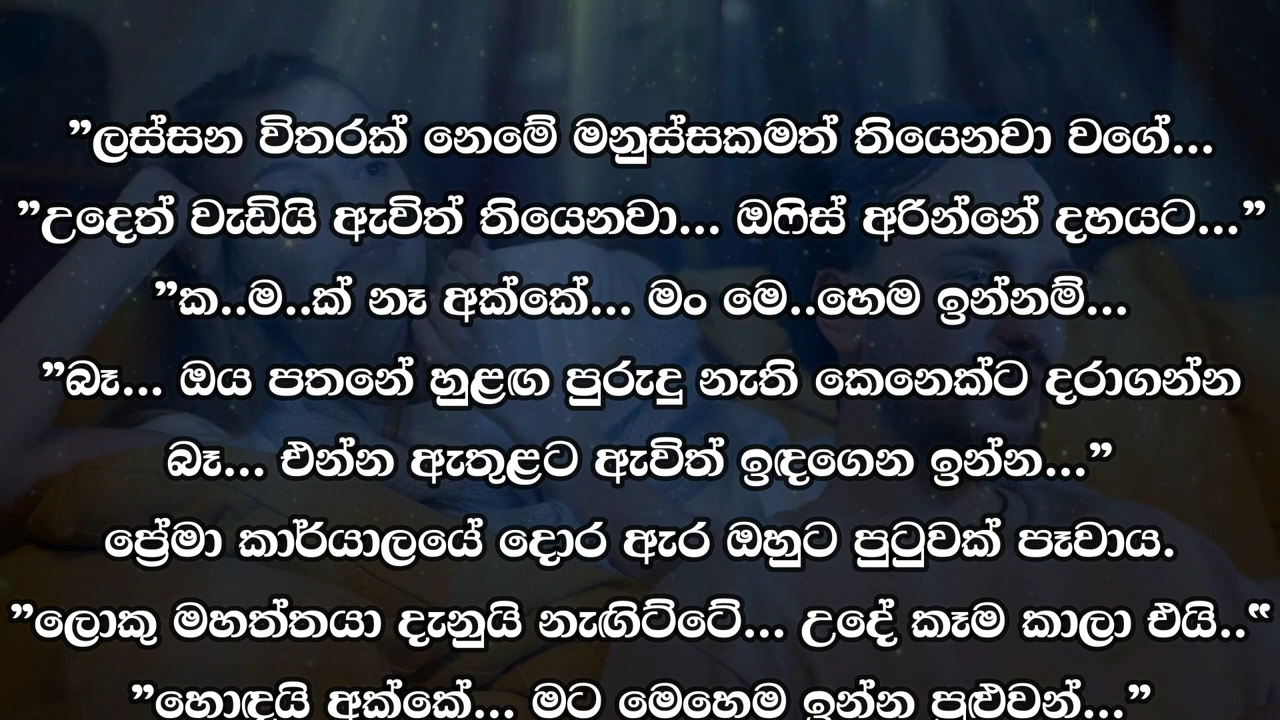 ”ලස්සන විතරක් නෙමේ මනුස්සකමත් තියෙනවා වගේ...
”උදෙත් වැඩියි ඇවිත් තියෙනවා... ඔෆිස් අරින්නේ දහයට...”
”ක..ම..ක් නෑ අක්කේ... මං මෙ..හෙම ඉන්නම්...
”බෑ... ඔය පතනේ හුළඟ පුරුදු නැති කෙනෙක්ට දරාගන්න
බෑ... එන්න ඇතුළට ඇවිත් ඉඳගෙන ඉන්න...”
ප්‍රේමා කාර්යාලයේ දොර ඇර ඔහුට පුටුවක් පෑවාය.
”ලොකු මහත්තයා දැනුයි නැඟිට්ටේ... උදේ කෑම කාලා එයි..“
”හොඳයි අක්කේ... මට මෙහෙම ඉන්න පුළුවන්...”